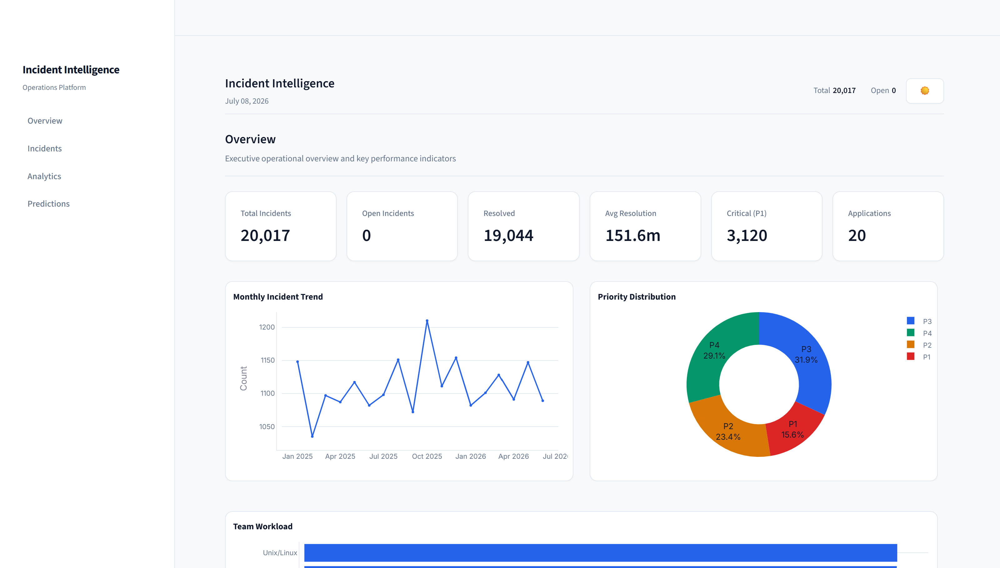 Incident Intelligence
Operations Platform
Overview
Incidents
Analytics
Predictions
Incident Intelligence
July 08, 2026
Total 20,017 Open 0
Overview
Executive operational overview and key performance indicators
Total Incidents
20,017
Open Incidents
0
Resolved
19,044
Avg Resolution
151.6m
Critical (P1)
3,120
Applications
20
Monthly Incident Trend
Count
1200
1150
1100
1050
Jan 2025 Apr 2025 Jul 2025 Oct 2025 Jan 2026 Apr 2026 Jul 202
Priority Distribution
P4
29.1%
P3
31.9%
P2
23.4%
P1
15.6%
P3
P4
P2
P1
Team Workload
Unix/Linux